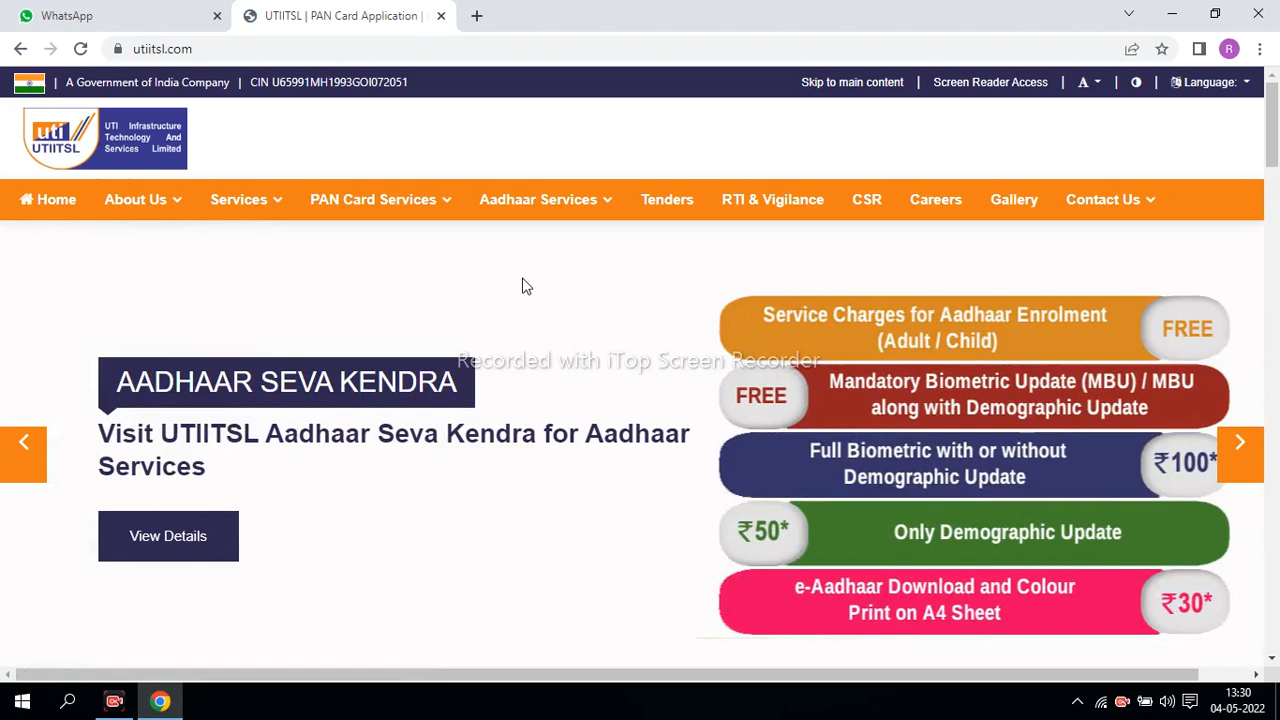 WhatsApp
UTIITSL | PAN Card Application |
utiitsl.com
R
A Government of India Company | CIN U65991MH1993GOI072051
Skip to main content | Screen Reader Access | A | Language:
uti
UTIITSL
UTI Infrastructure
Technology And
Services Limited
Home
About Us
Services
PAN Card Services
Aadhaar Services
Tenders
RTI & Vigilance
CSR
Careers
Gallery
Contact Us
Recorded with iTop Screen Recorder
AADHAAR SEVA KENDRA
Visit UTIITSL Aadhaar Seva Kendra for Aadhaar
Services
View Details
Service Charges for Aadhaar Enrolment
(Adult / Child)
FREE
FREE
Mandatory Biometric Update (MBU) / MBU
along with Demographic Update
Full Biometric with or without
Demographic Update
₹100*
₹50*
Only Demographic Update
e-Aadhaar Download and Colour
Print on A4 Sheet
₹30*
13:30
04-05-2022